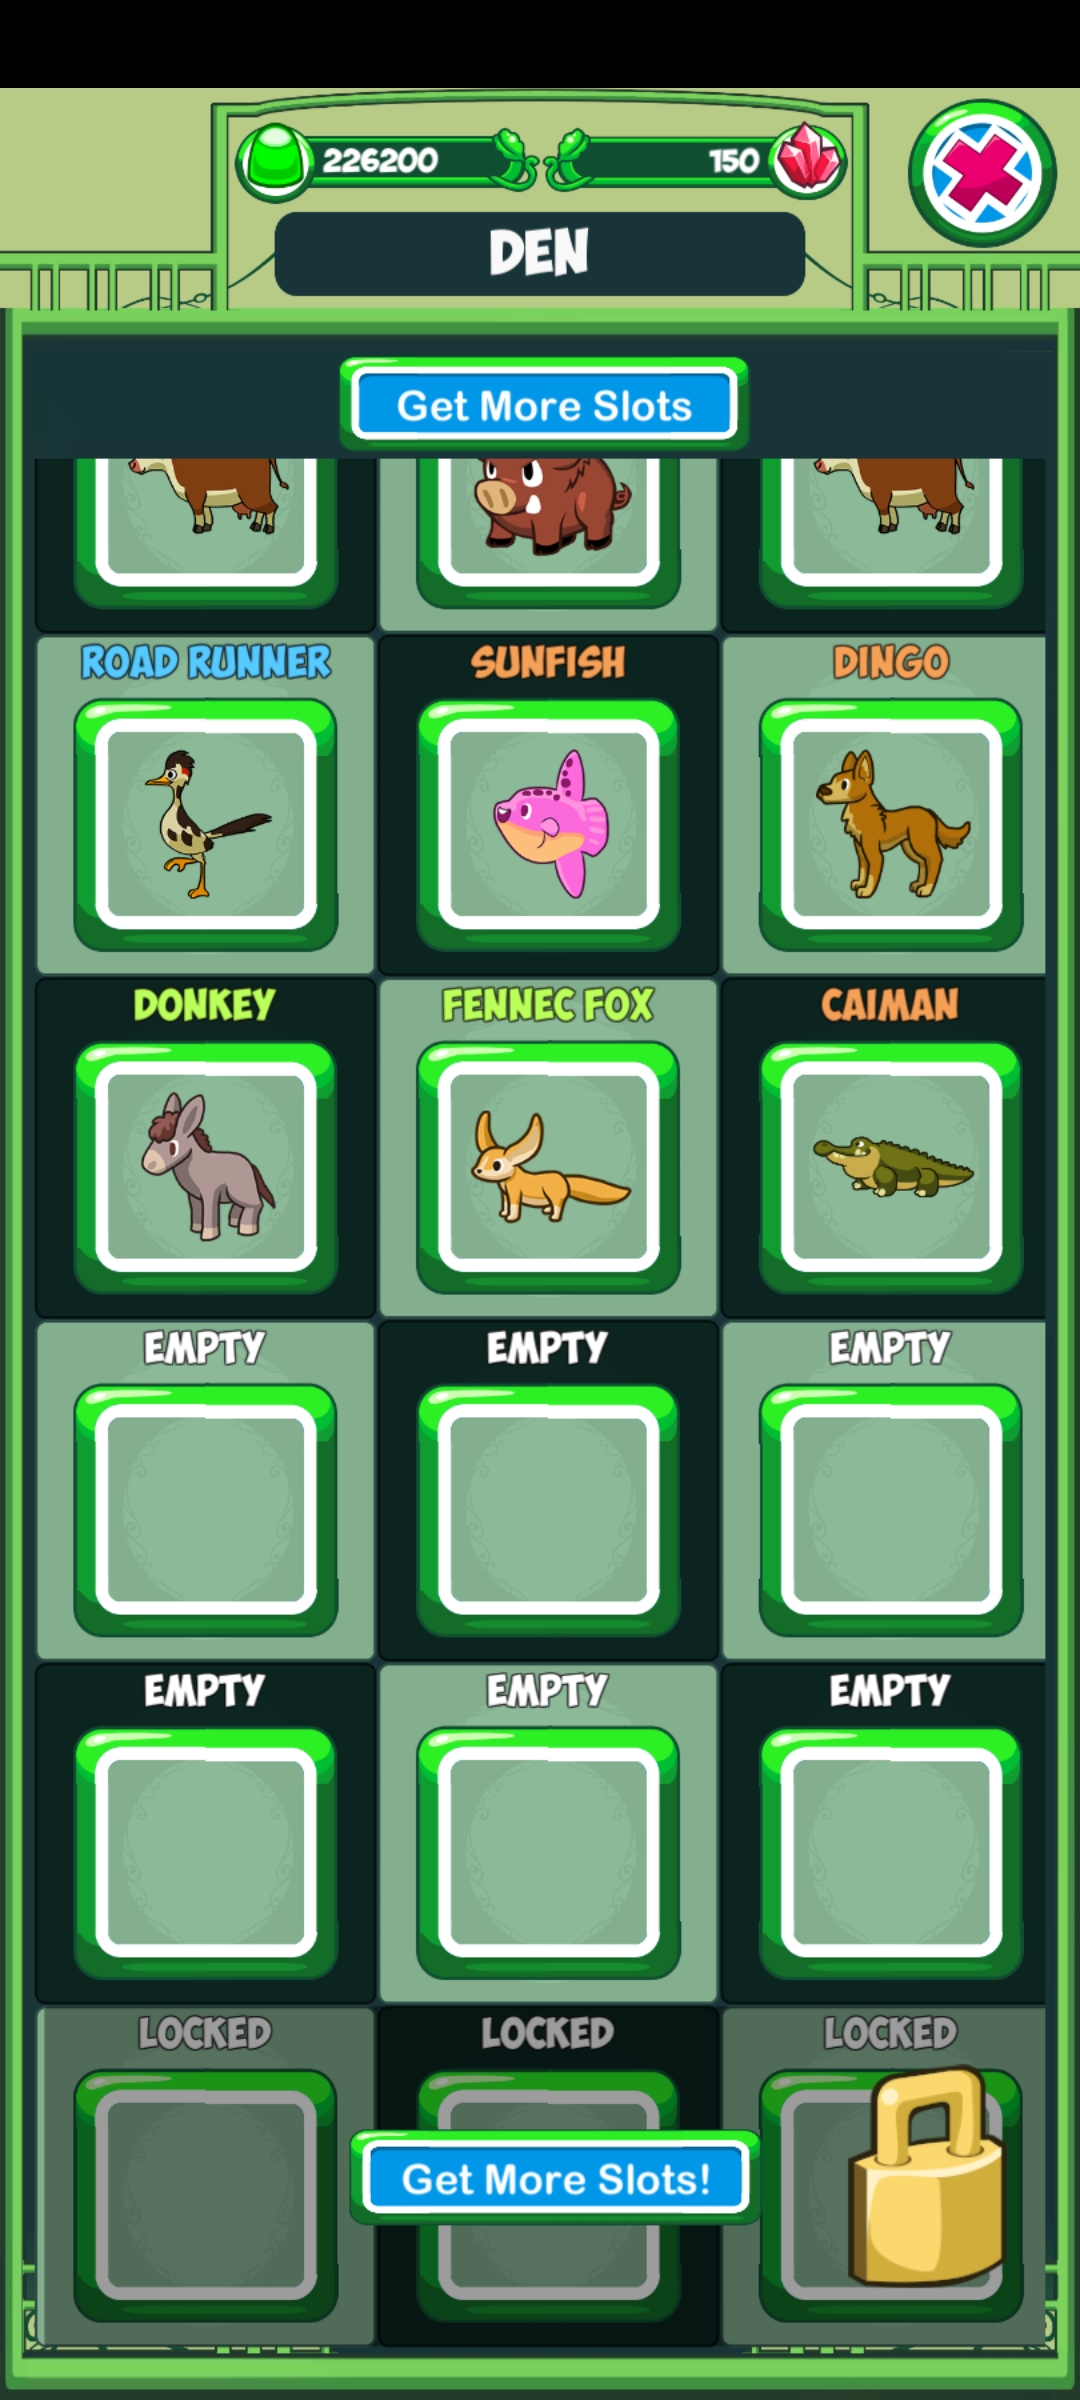 226200
150
DEN
Get More Slots
ROAD RUNNER
SUNFISH
DINGO
DONKEY
FENNEC FOX
CAIMAN
EMPTY
EMPTY
EMPTY
EMPTY
EMPTY
EMPTY
LOCKED
LOCKED
LOCKED
Get More Slots!